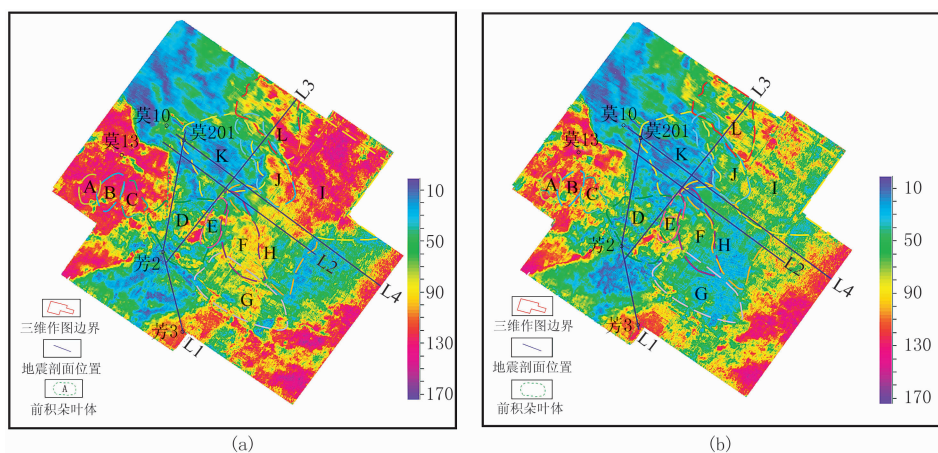 L3
莫10
莫201
莫13
L
K
A
B
C
J
I
D
E
F
H
芳2
L2
G
L4
芳3
L1
10
50
90
130
170
三维作图边界
地震剖面位置
A
前积朵叶体
(a)
L3
莫10
莫201
莫13
L
K
A
B
C
J
I
D
E
F
H
芳2
L2
G
L4
芳3
L1
10
50
90
130
170
三维作图边界
地震剖面位置
前积朵叶体
(b)